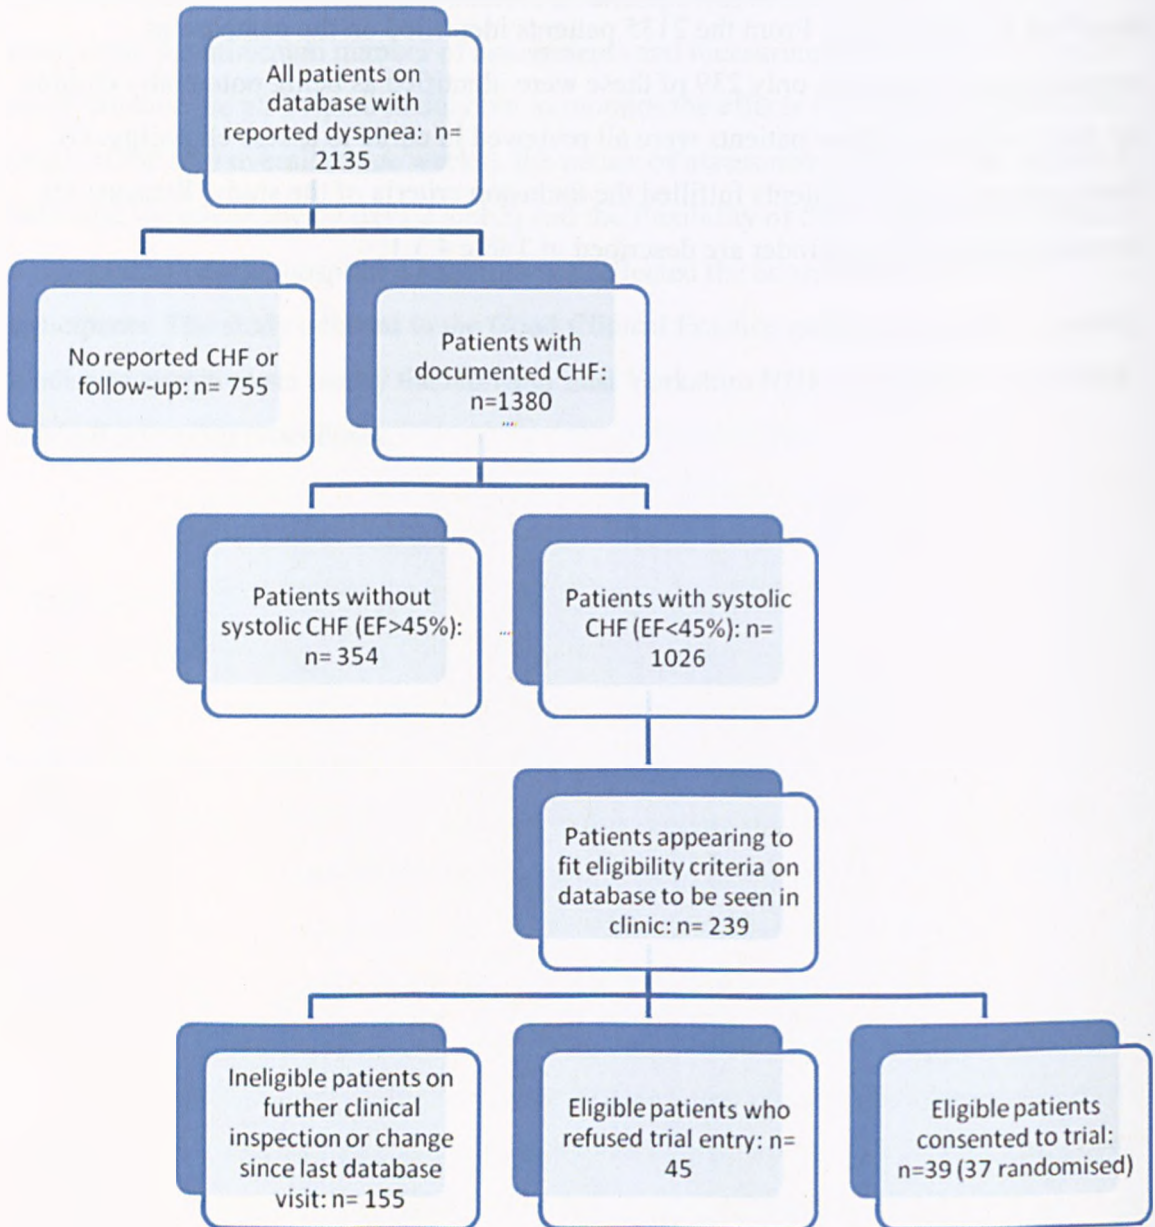 All patients on
database with
reported dyspnea: n=
2135
No reported CHF or
follow-up: n= 755
Patients with
documented CHF:
n=1380
...
Patients without
systolic CHF (EF>45%):
n= 354
...
Patients with systolic
CHF (EF<45%): n=
1026
Patients appearing to
fit eligibility criteria on
database to be seen in
clinic: n= 239
Ineligible patients on
further clinical
inspection or change
since last database
visit: n= 155
Eligible patients who
refused trial entry: n=
45
Eligible patients
consented to trial:
n=39 (37 randomised)